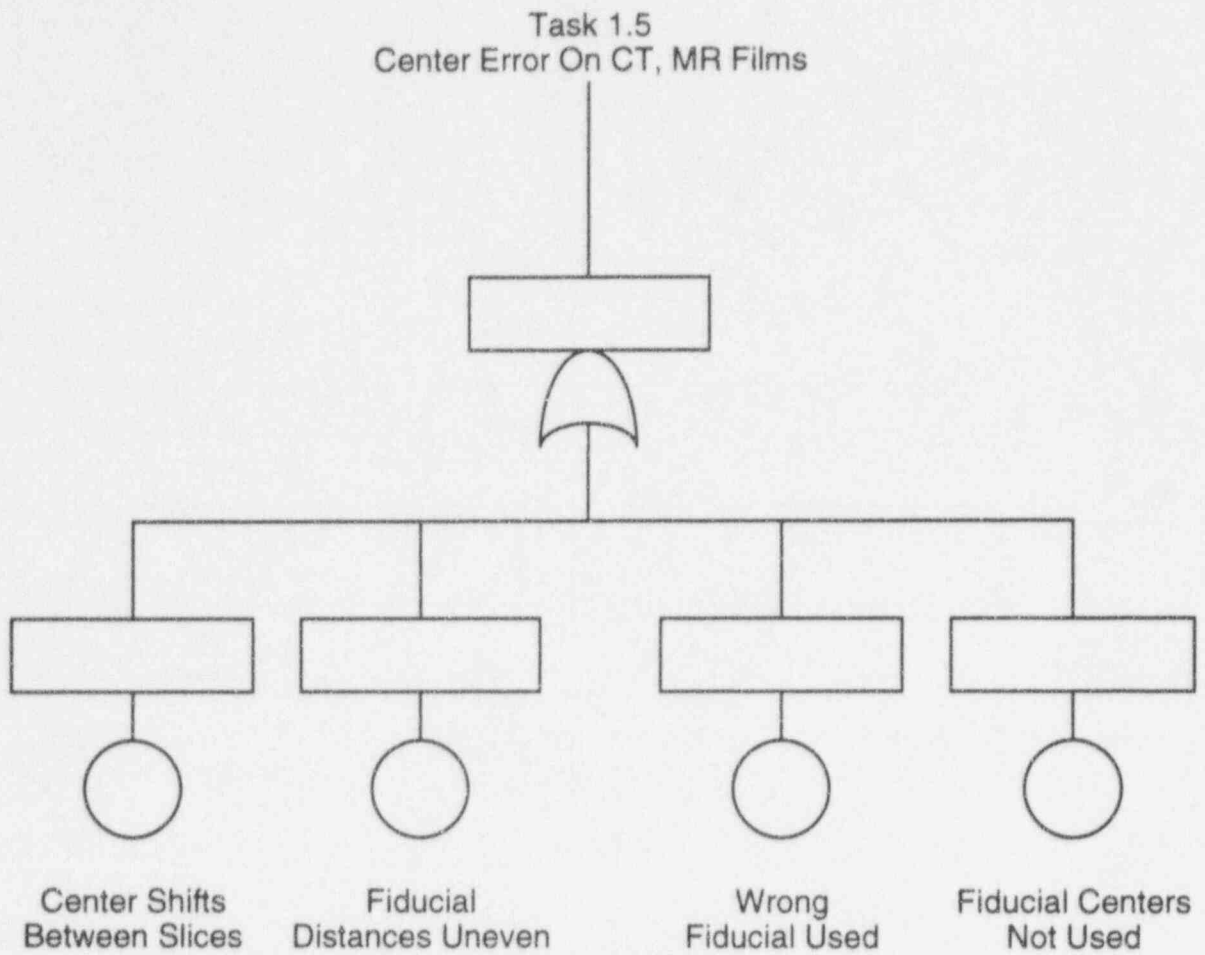 Task 1.5
Center Error On CT, MR Films
Center Shifts
Between Slices
Fiducial
Distances Uneven
Wrong
Fiducial Used
Fiducial Centers
Not Used